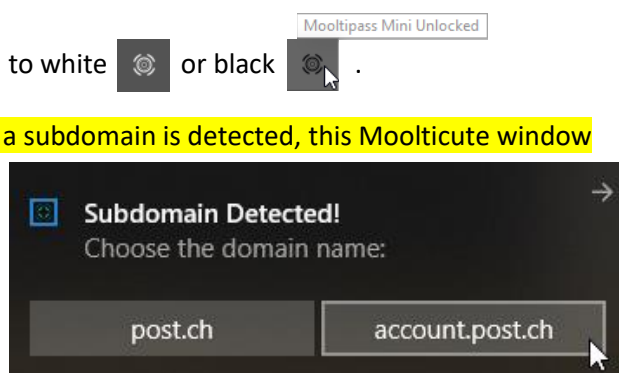 Mooltipass Mini Unlocked
to white or black .
a subdomain is detected, this Moolticute window
Subdomain Detected!
Choose the domain name:
post.ch account.post.ch